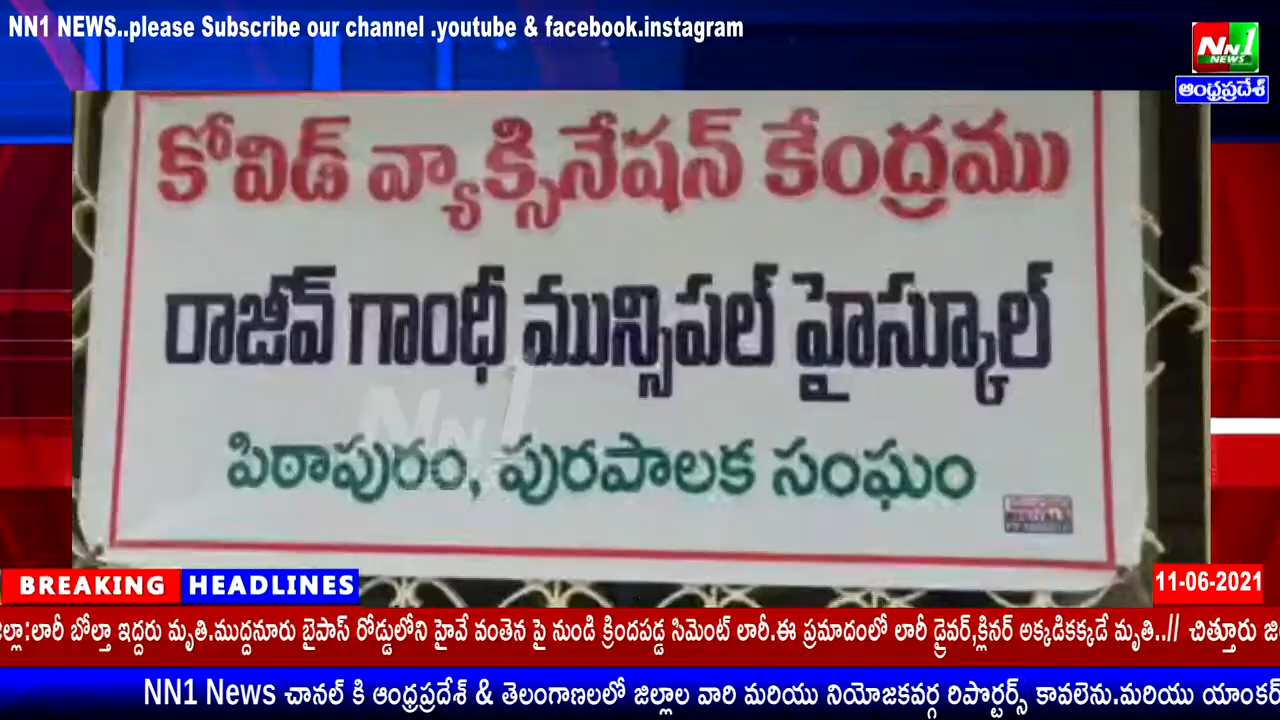 NN1 NEWS..please Subscribe our channel .youtube & facebook.instagram
NN1
NEWS
ఆంధ్రప్రదేశ్
కోవిడ్ వ్యాక్సినేషన్ కేంద్రము
రాజీవ్ గాంధీ మున్సిపల్ హైస్కూల్
NN1
పిఠాపురం, పురపాలక సంఘం
BREAKING HEADLINES
11-06-2021
ల్లా:లారీ బోల్తా ఇద్దరు మృతి.ముద్దనూరు బైపాస్ రోడ్డులోని హైవే వంతెన పై నుండి క్రిందపడ్డ సిమెంట్ లారీ.ఈ ప్రమాదంలో లారీ డ్రైవర్,క్లినర్ అక్కడికక్కడే మృతి..// చిత్తూరు జి
NN1 News చానల్ కి ఆంధ్రప్రదేశ్ & తెలంగాణలలో జిల్లాల వారి మరియు నియోజకవర్గ రిపొర్టర్స్ కావలెను.మరియు యాంకర్